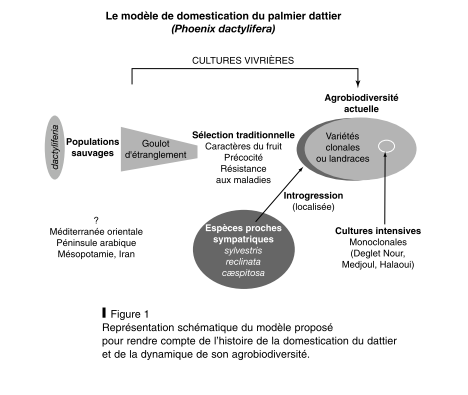 Le modèle de domestication du palmier dattier
(Phoenix dactylifera)
CULTURES VIVRIÈRES
Agrobiodiversité
actuelle
dactyliferia
Populations
sauvages
Goulot
d'étranglement
Sélection traditionnelle
Caractères du fruit
Précocité
Résistance
aux maladies
Variétés
clonales
ou landraces
Introgression
(localisée)
?
Méditerranée orientale
Péninsule arabique
Mésopotamie, Iran
Espèces proches
sympatriques
sylvestris
reclinata
cæspitosa
Cultures intensives
Monoclonales
(Deglet Nour,
Medjoul, Halaoui)
Figure 1
Représentation schématique du modèle proposé
pour rendre compte de l'histoire de la domestication du dattier
et de la dynamique de son agrobiodiversité.